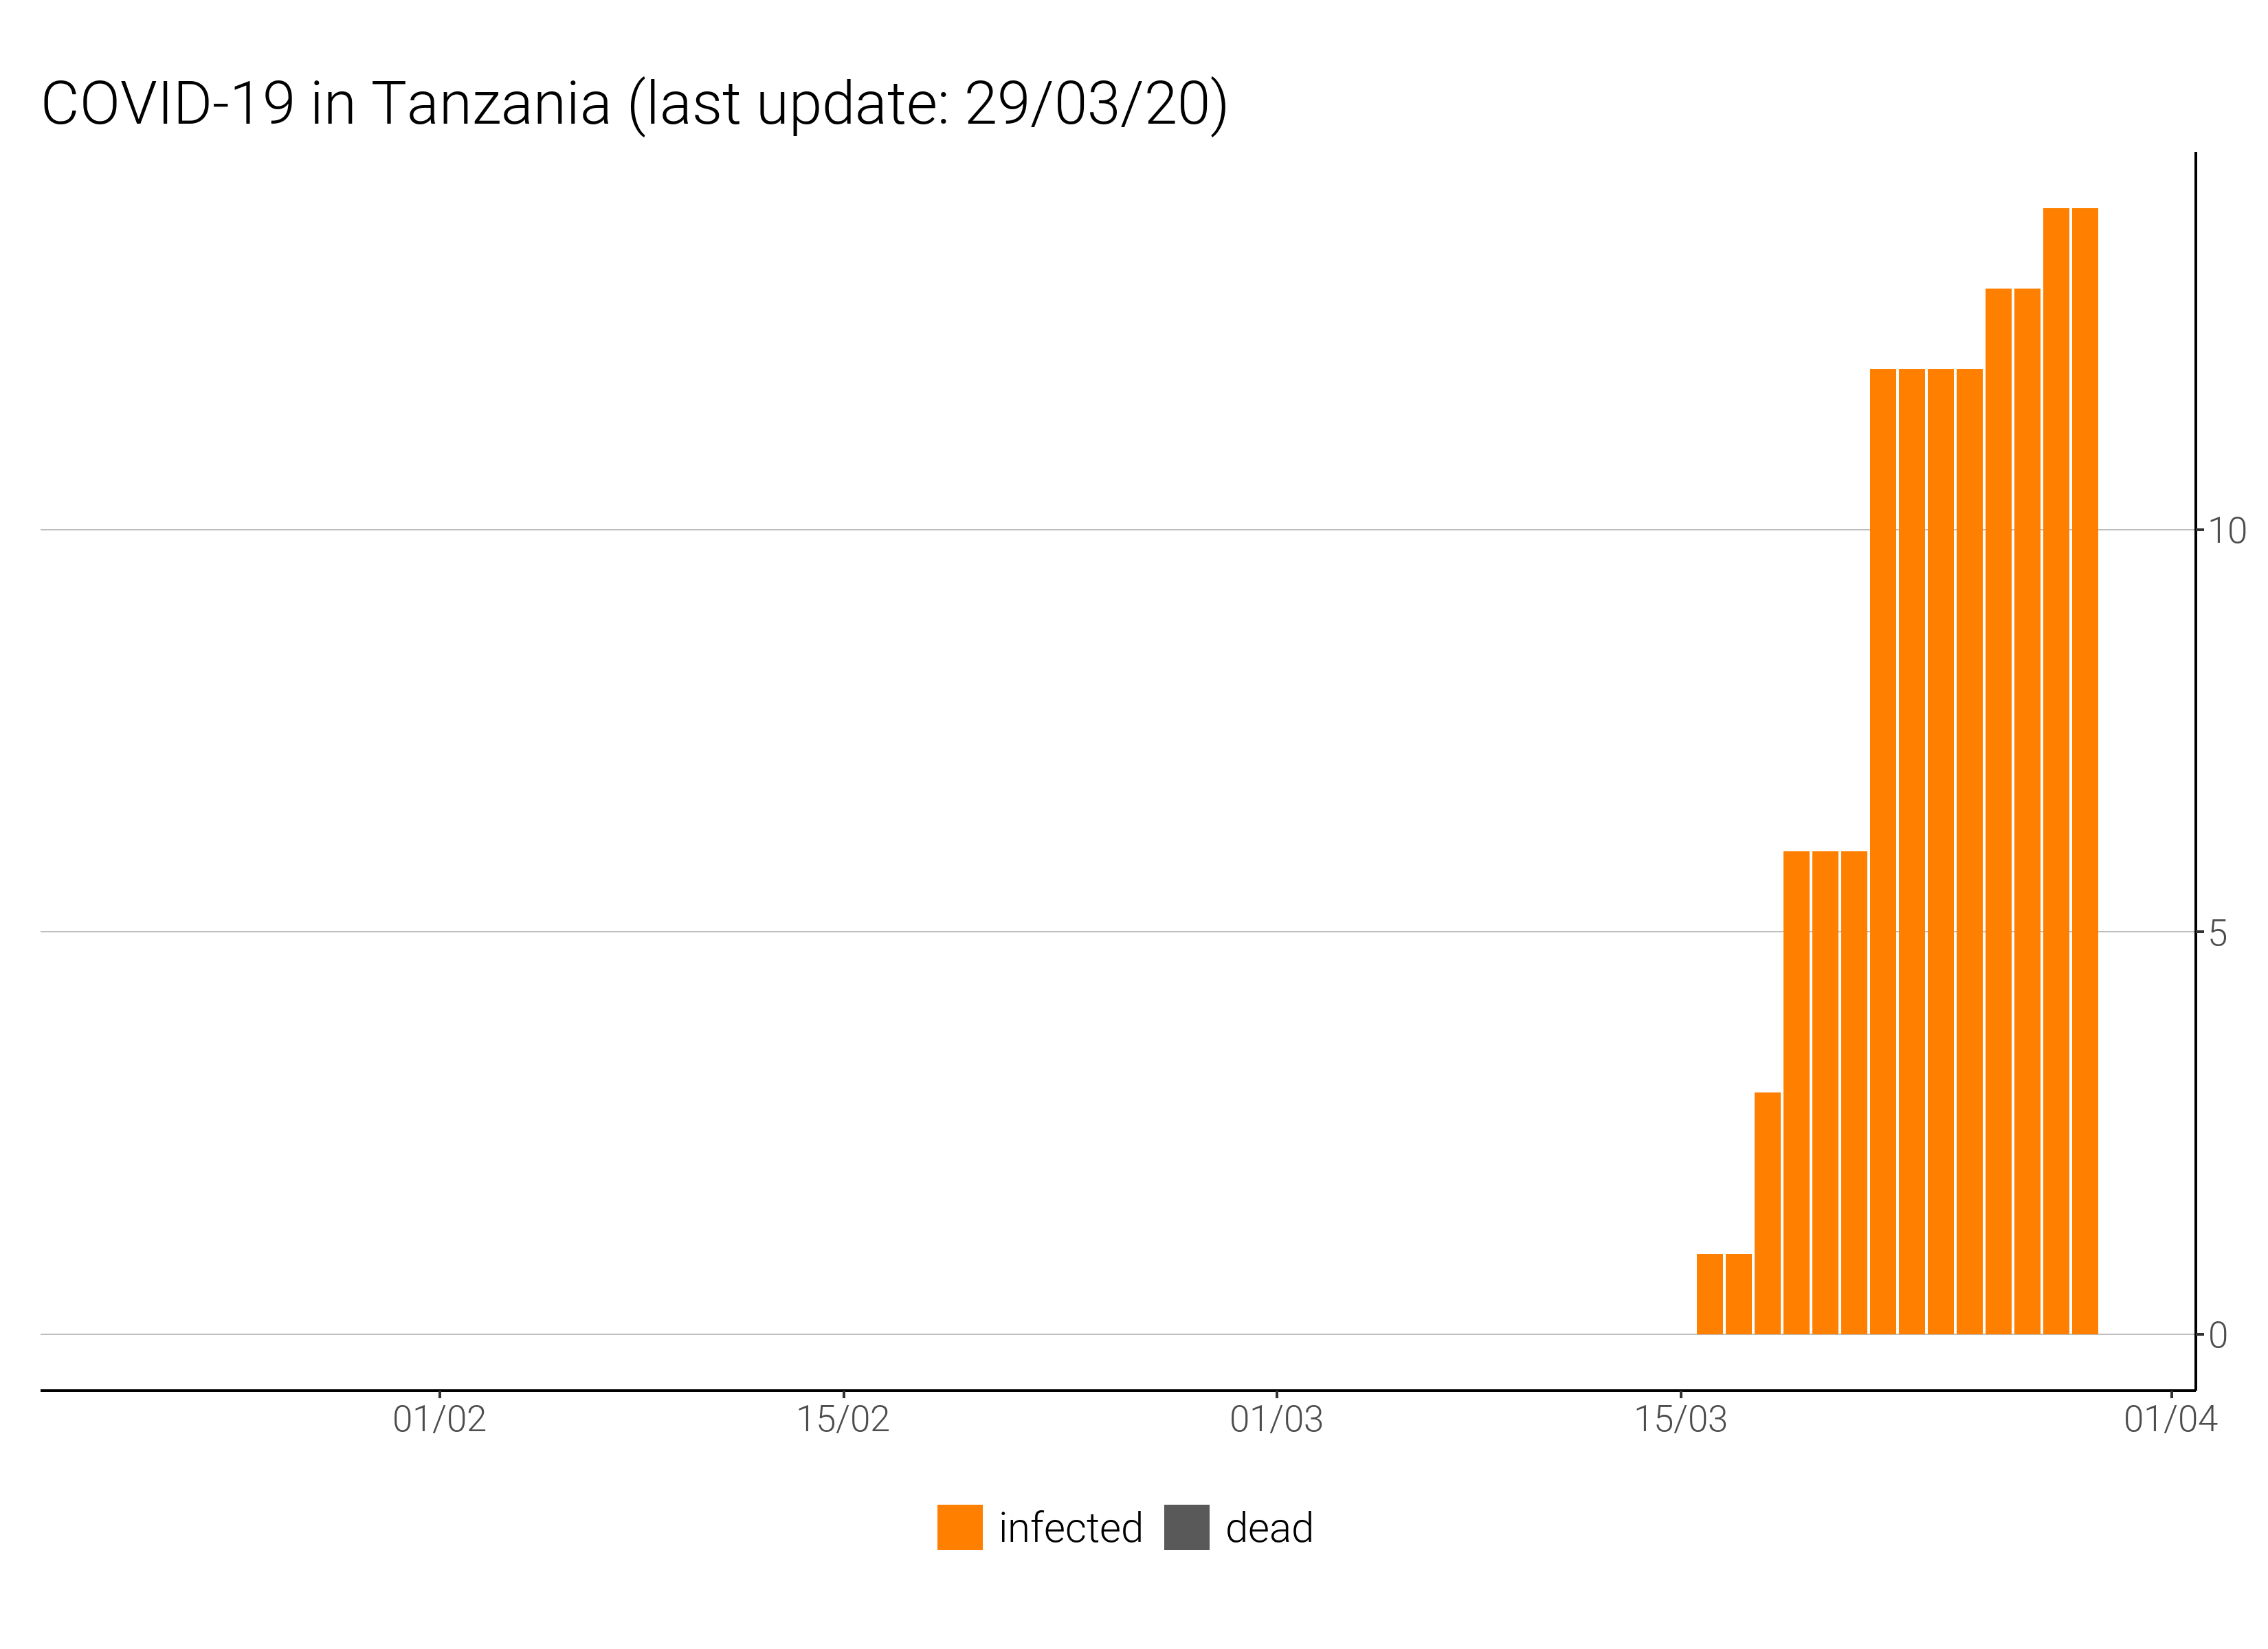 COVID-19 in Tanzania (last update: 29/03/20)
10
5
0
01/02 15/02 01/03 15/03 01/04
infected dead